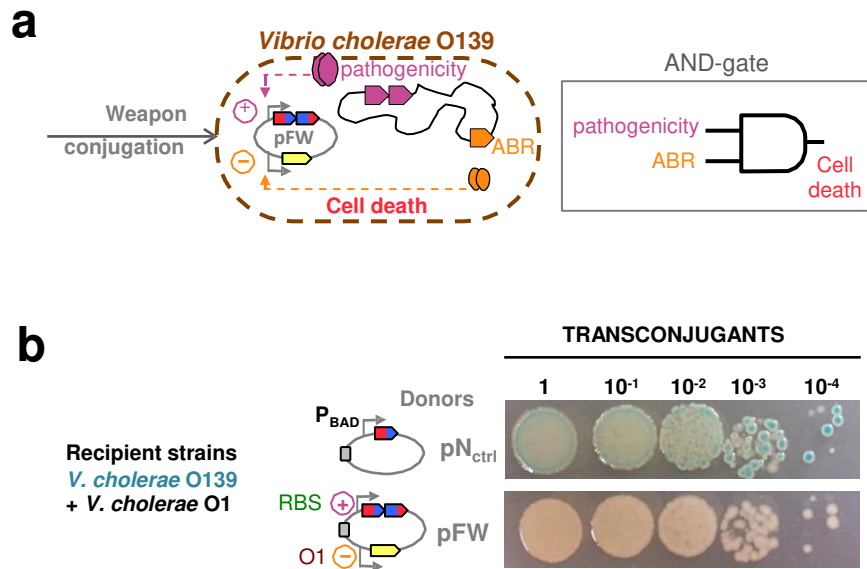 a
Vibrio cholerae O139
pathogenicity
Weapon
conjugation
+
pFW
−
ABR
Cell death
AND-gate
pathogenicity
ABR
Cell
death
b
TRANSCONJUGANTS
1 10-1 10-2 10-3 10-4
Donors
PBAD
pNctrl
Recipient strains
V. cholerae O139
+ V. cholerae O1
RBS +
pFW
O1 −